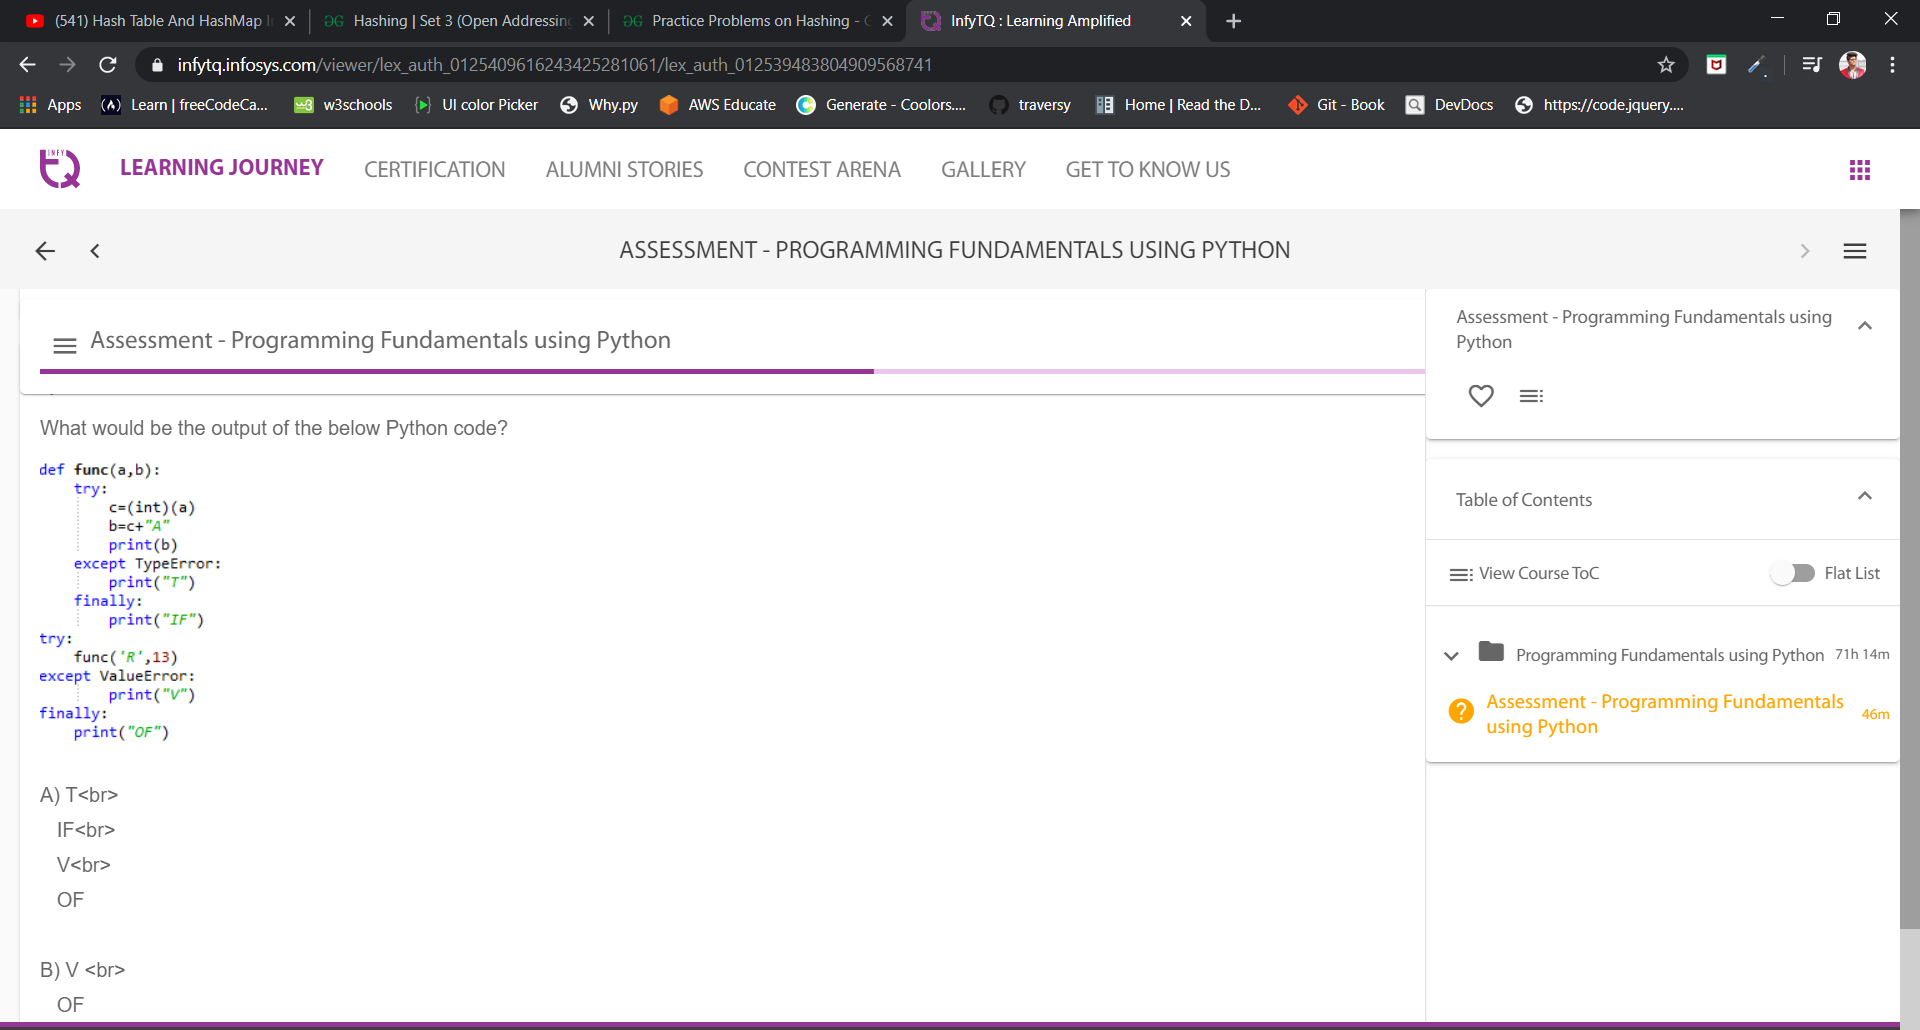 (541) Hash Table And HashMap
Hashing | Set 3 (Open Addressing
Practice Problems on Hashing -
InfyTQ : Learning Amplified
infytq.infosys.com/viewer/lex_auth_0125409616243425281061/lex_auth_012539483804909568741
Apps
Learn | freeCodeCa...
w3schools
UI color Picker
Why.py
AWS Educate
Generate - Coolors....
traversy
Home | Read the D...
Git - Book
DevDocs
https://code.jquery....
INFY
TQ
LEARNING JOURNEY
CERTIFICATION
ALUMNI STORIES
CONTEST ARENA
GALLERY
GET TO KNOW US
ASSESSMENT - PROGRAMMING FUNDAMENTALS USING PYTHON
Assessment - Programming Fundamentals using Python
What would be the output of the below Python code?
def func(a,b):
    try:
        c=(int)(a)
        b=c+"A"
        print(b)
    except TypeError:
        print("T")
    finally:
        print("IF")
try:
    func('R',13)
except ValueError:
        print("V")
finally:
    print("OF")
A) T<br>
IF<br>
V<br>
OF
B) V <br>
OF
Assessment - Programming Fundamentals using
Python
Table of Contents
View Course ToC
Flat List
Programming Fundamentals using Python 71h 14m
Assessment - Programming Fundamentals
using Python
46m